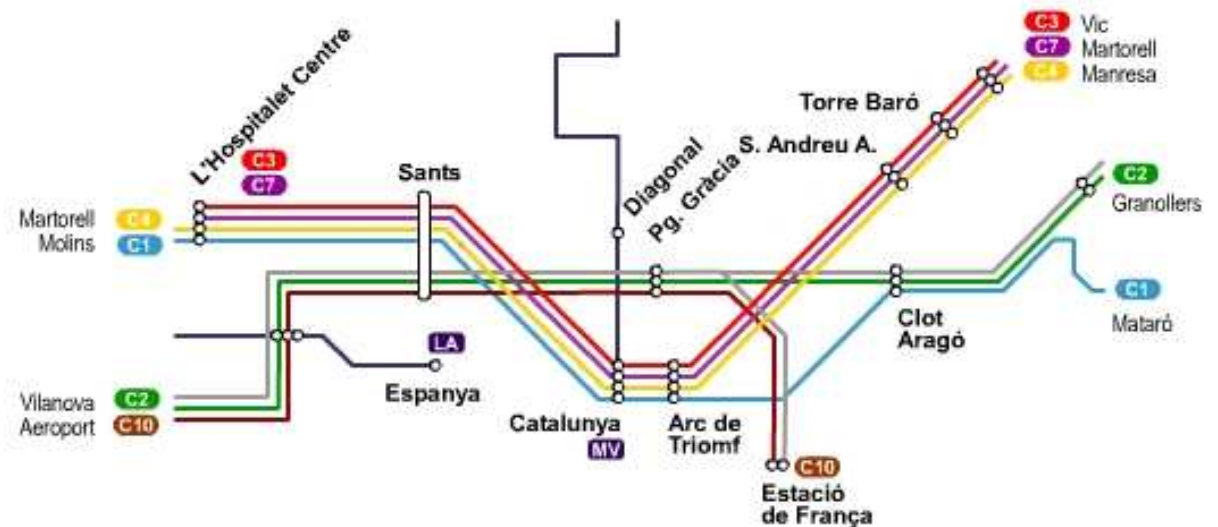 C3 Vic
C7 Martorell
C4 Manresa
L'Hospitalet Centre
C3
C7
Sants
Diagonal
Pg. Gràcia
Torre Baró
S. Andreu A.
C2
Granollers
Martorell C4
Molins C1
C1
Mataró
Clot
Aragó
LA
Espanya
Vilanova C2
Aeroport C10
Catalunya
MV
Arc de
Triomf
C10
Estació
de França